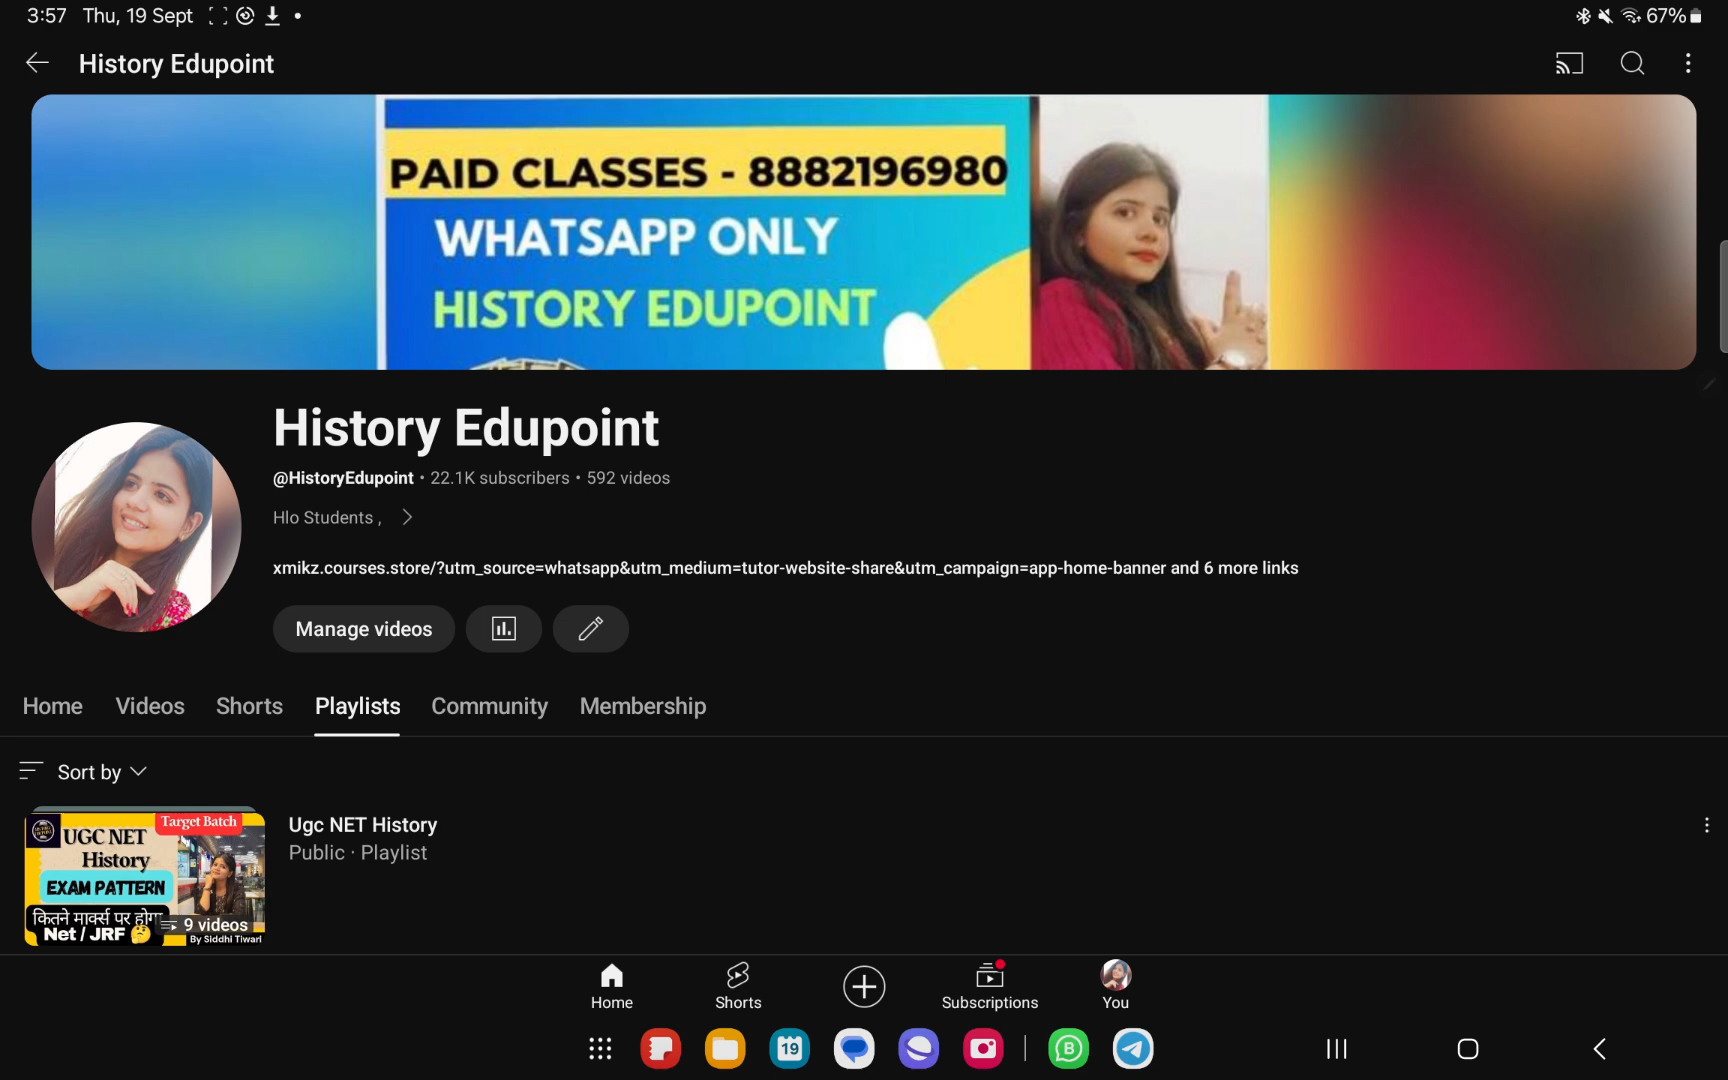 3:57 Thu, 19 Sept
67%
History Edupoint
PAID CLASSES - 8882196980
WHATSAPP ONLY
HISTORY EDUPOINT
History Edupoint
@HistoryEdupoint • 22.1K subscribers • 592 videos
Hlo Students ,
xmikz.courses.store/?utm_source=whatsapp&utm_medium=tutor-website-share&utm_campaign=app-home-banner and 6 more links
Manage videos
Home Videos Shorts Playlists Community Membership
Sort by
Target Batch
UGC NET
History
EXAM PATTERN
कितने मार्क्स पर होगा
Net / JRF
9 videos
By Siddhi Tiwari
Ugc NET History
Public · Playlist
Home Shorts Subscriptions You
19
B